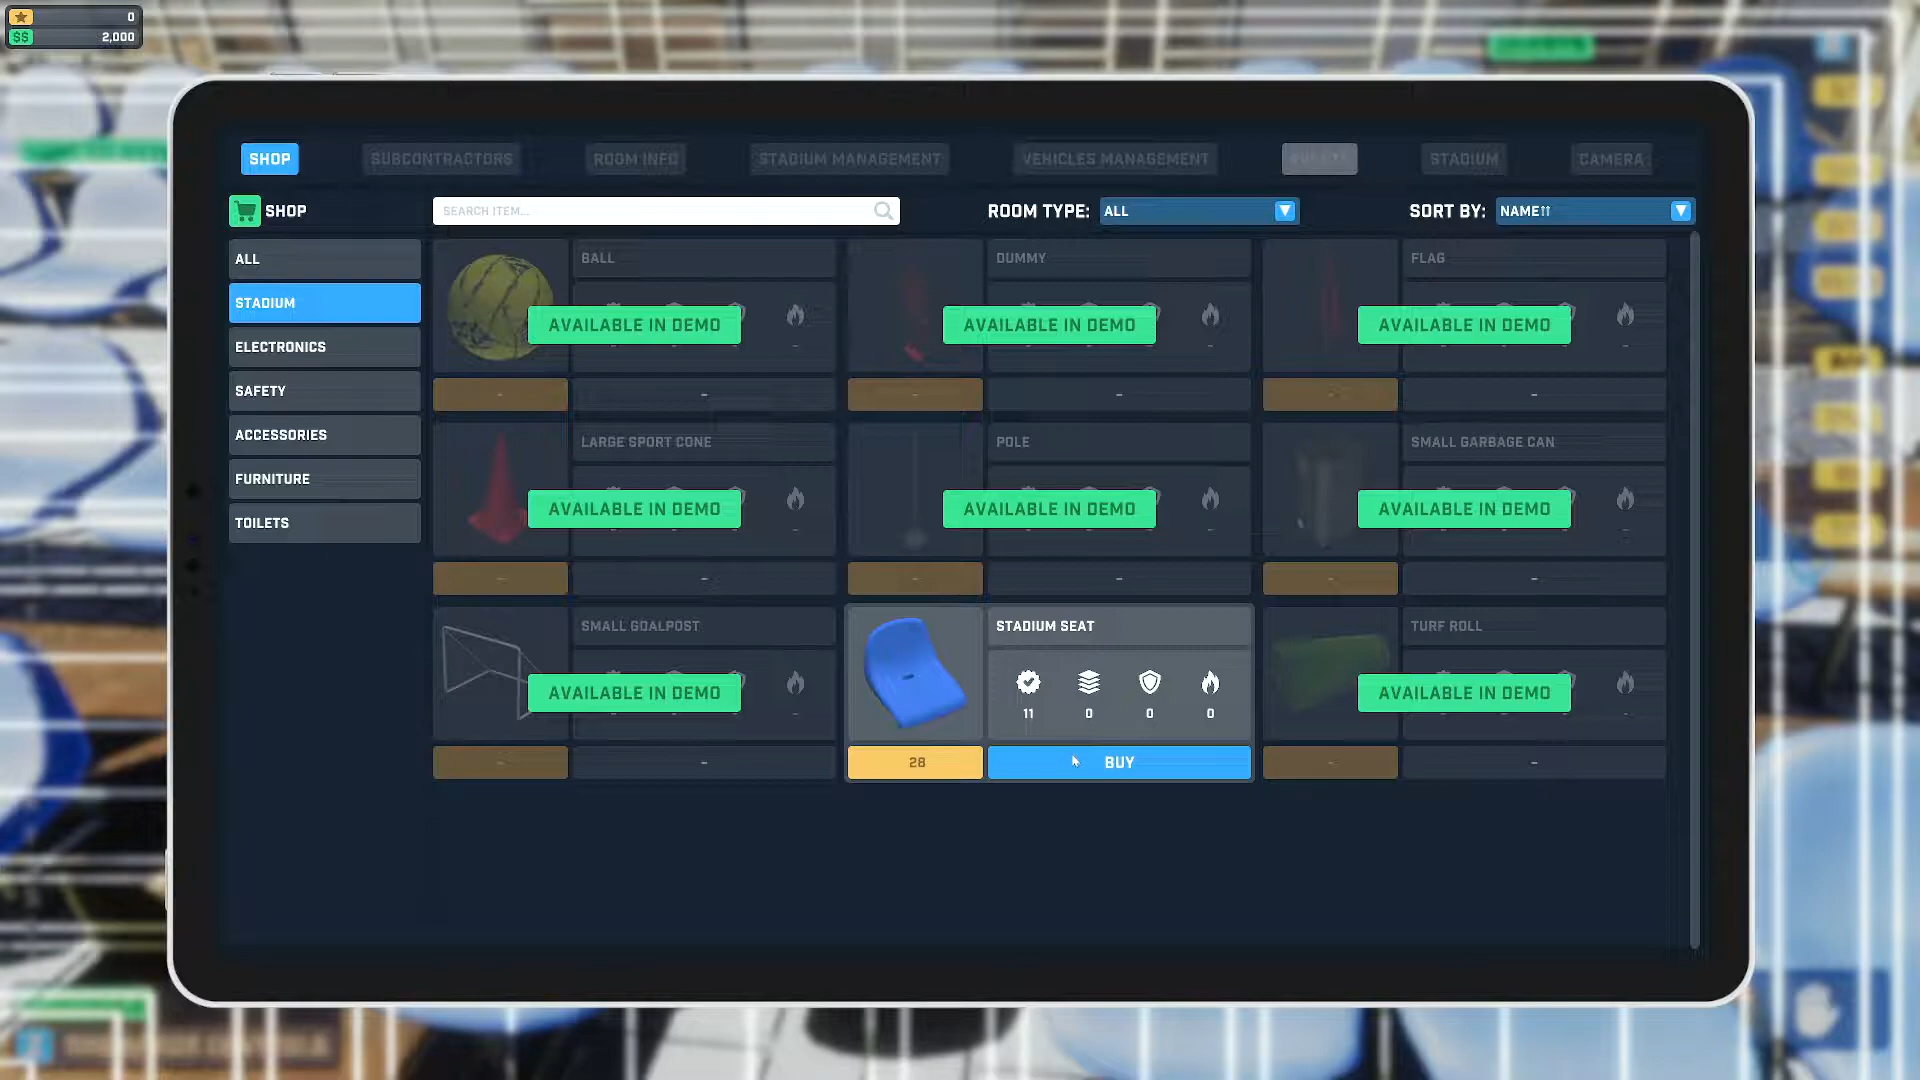 0
$$ 2,000
SHOP SUBCONTRACTORS ROOM INFO STADIUM MANAGEMENT VEHICLES MANAGEMENT STADIUM CAMERA
SHOP SEARCH ITEM... ROOM TYPE: ALL SORT BY: NAME↑↑
ALL
STADIUM
ELECTRONICS
SAFETY
ACCESSORIES
FURNITURE
TOILETS
BALL DUMMY FLAG
AVAILABLE IN DEMO AVAILABLE IN DEMO AVAILABLE IN DEMO
- - -
- - - - - -
LARGE SPORT CONE POLE SMALL GARBAGE CAN
AVAILABLE IN DEMO AVAILABLE IN DEMO AVAILABLE IN DEMO
- - -
- - - - - -
SMALL GOALPOST STADIUM SEAT TURF ROLL
AVAILABLE IN DEMO AVAILABLE IN DEMO
- 11 0 0 0 -
- - 28 BUY - -